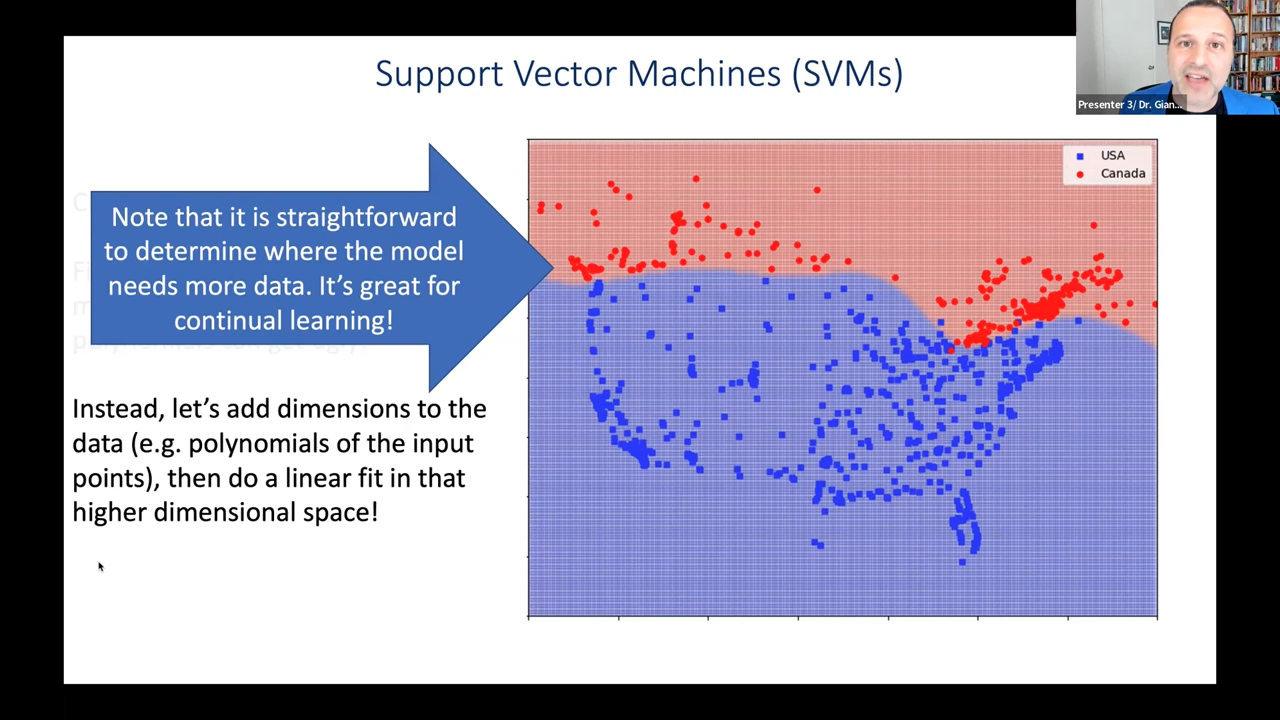 Support Vector Machines (SVMs)
Presenter 3/ Dr. Gian...
USA
Canada
Note that it is straightforward
to determine where the model
needs more data. It’s great for
continual learning!
Instead, let’s add dimensions to the
data (e.g. polynomials of the input
points), then do a linear fit in that
higher dimensional space!